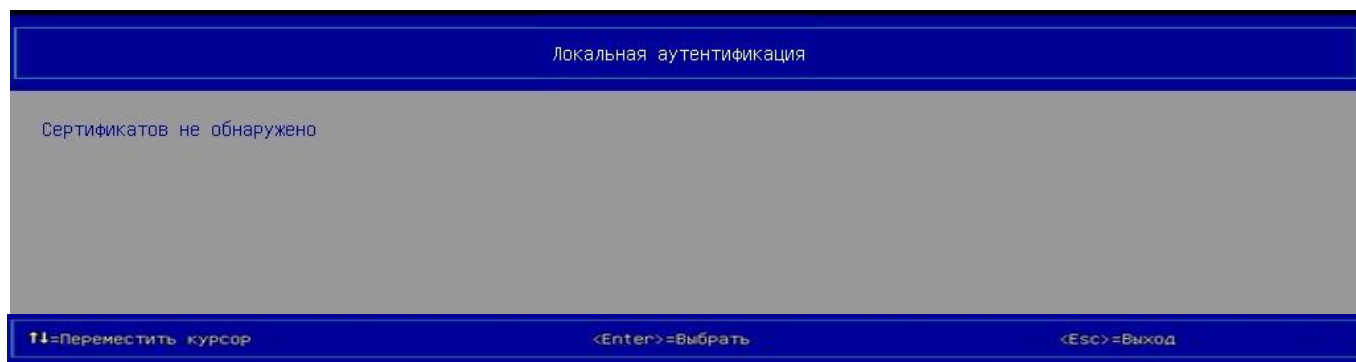 Локальная аутентификация
Сертификатов не обнаружено
↑↓=Переместить курсор <Enter>=Выбрать <Esc>=Выход